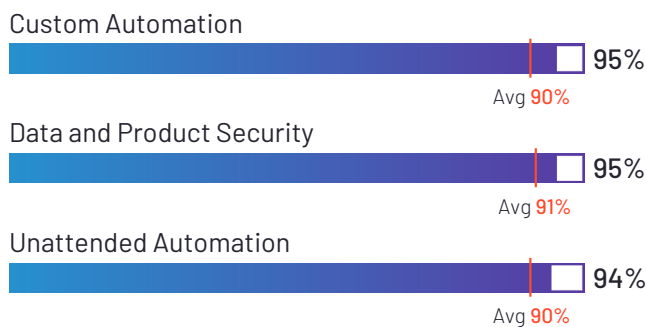 Custom Automation
95%
Avg 90%
Data and Product Security
95%
Avg 91%
Unattended Automation
94%
Avg 90%